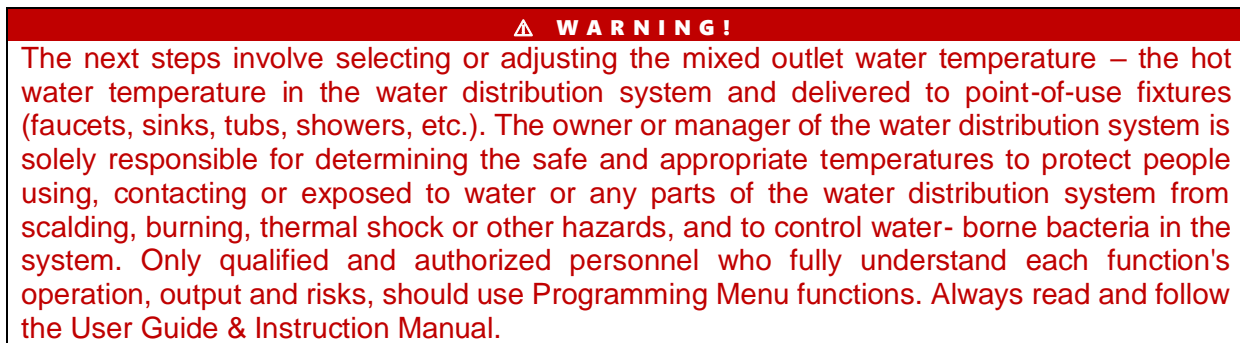 ⚠ WARNING!
The next steps involve selecting or adjusting the mixed outlet water temperature – the hot
water temperature in the water distribution system and delivered to point-of-use fixtures
(faucets, sinks, tubs, showers, etc.). The owner or manager of the water distribution system is
solely responsible for determining the safe and appropriate temperatures to protect people
using, contacting or exposed to water or any parts of the water distribution system from
scalding, burning, thermal shock or other hazards, and to control water- borne bacteria in the
system. Only qualified and authorized personnel who fully understand each function's
operation, output and risks, should use Programming Menu functions. Always read and follow
the User Guide & Instruction Manual.